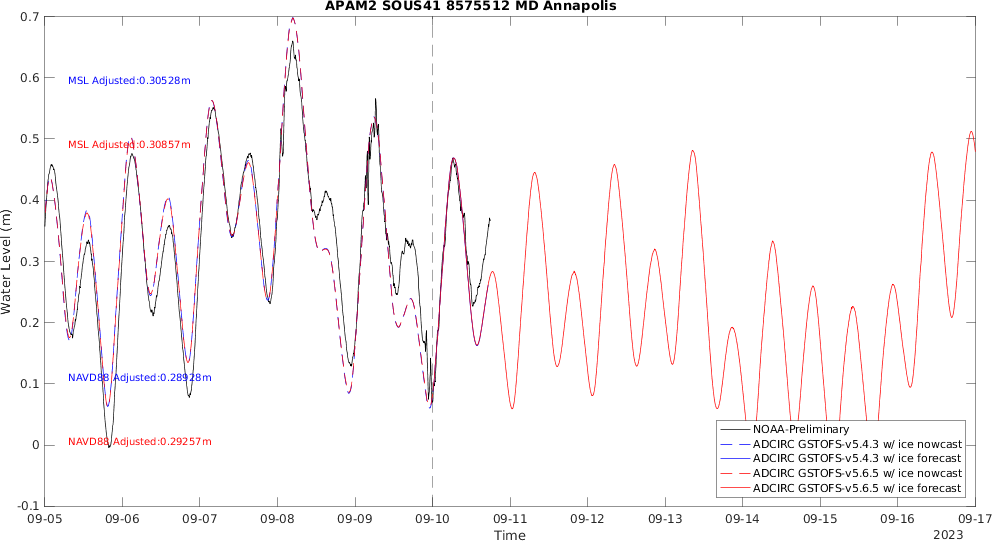 APAM2 SOUS41 8575512 MD Annapolis
0.7
0.6
0.5
0.4
0.3
0.2
0.1
0
-0.1
Water Level (m)
MSL Adjusted:0.30528m
MSL Adjusted:0.30857m
NAVD88 Adjusted:0.28928m
NAVD88 Adjusted:0.29257m
NOAA-Preliminary
ADCIRC GSTOFS-v5.4.3 w/ ice nowcast
ADCIRC GSTOFS-v5.4.3 w/ ice forecast
ADCIRC GSTOFS-v5.6.5 w/ ice nowcast
ADCIRC GSTOFS-v5.6.5 w/ ice forecast
09-05 09-06 09-07 09-08 09-09 09-10 09-11 09-12 09-13 09-14 09-15 09-16 09-17
Time
2023